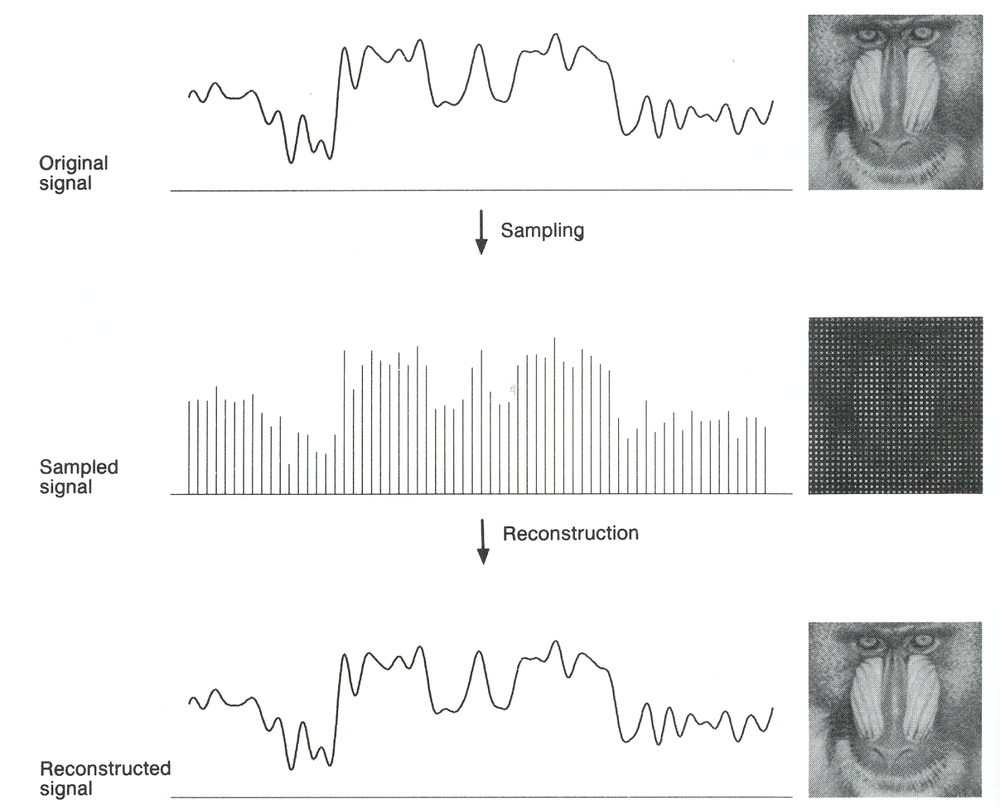 Original
signal
Sampling
Sampled
signal
Reconstruction
Reconstructed
signal